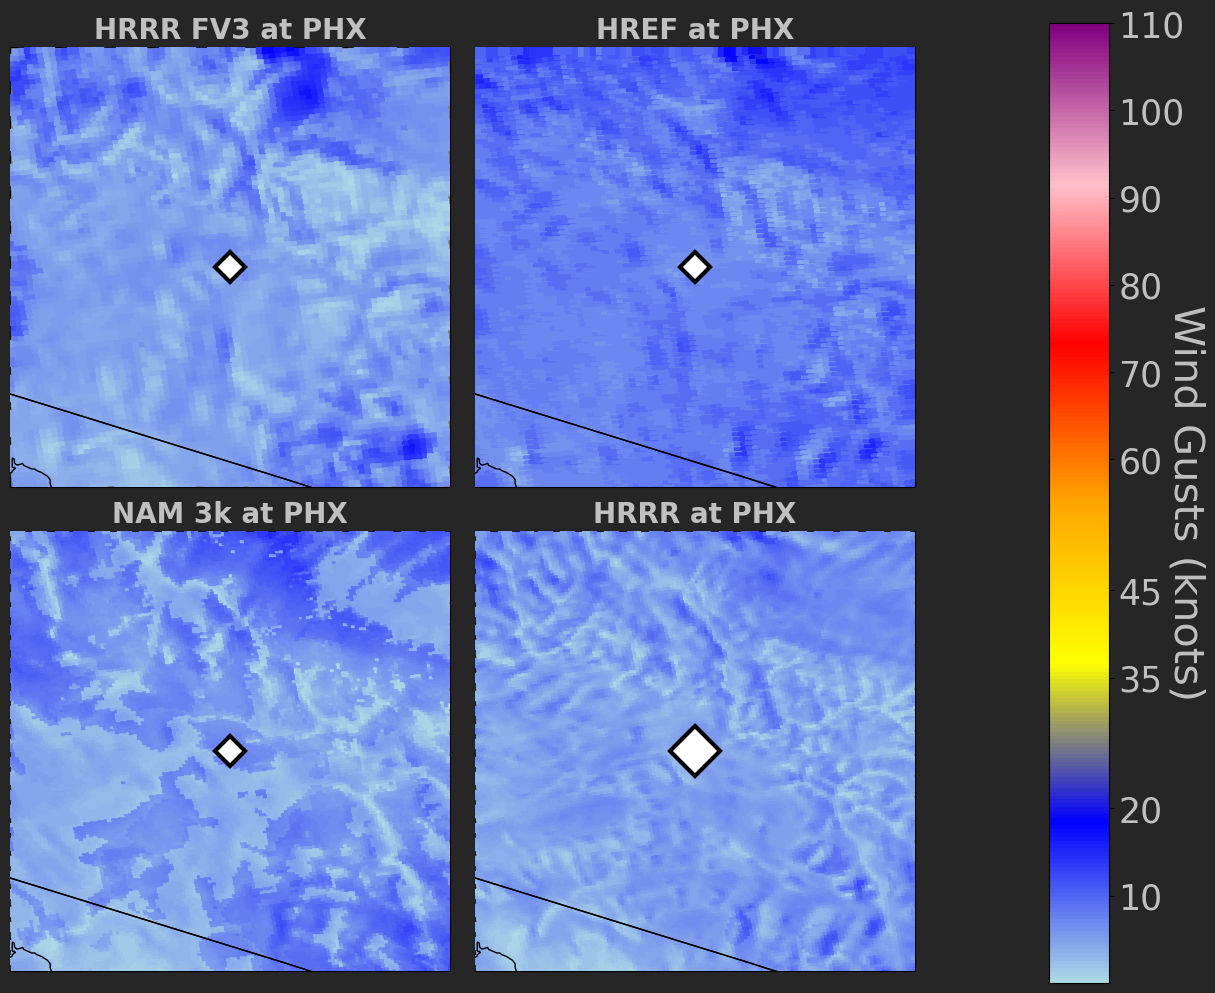 HRRR FV3 at PHX
HREF at PHX
NAM 3k at PHX
HRRR at PHX
110
100
90
80
70
60
45
35
20
10
Wind Gusts (knots)